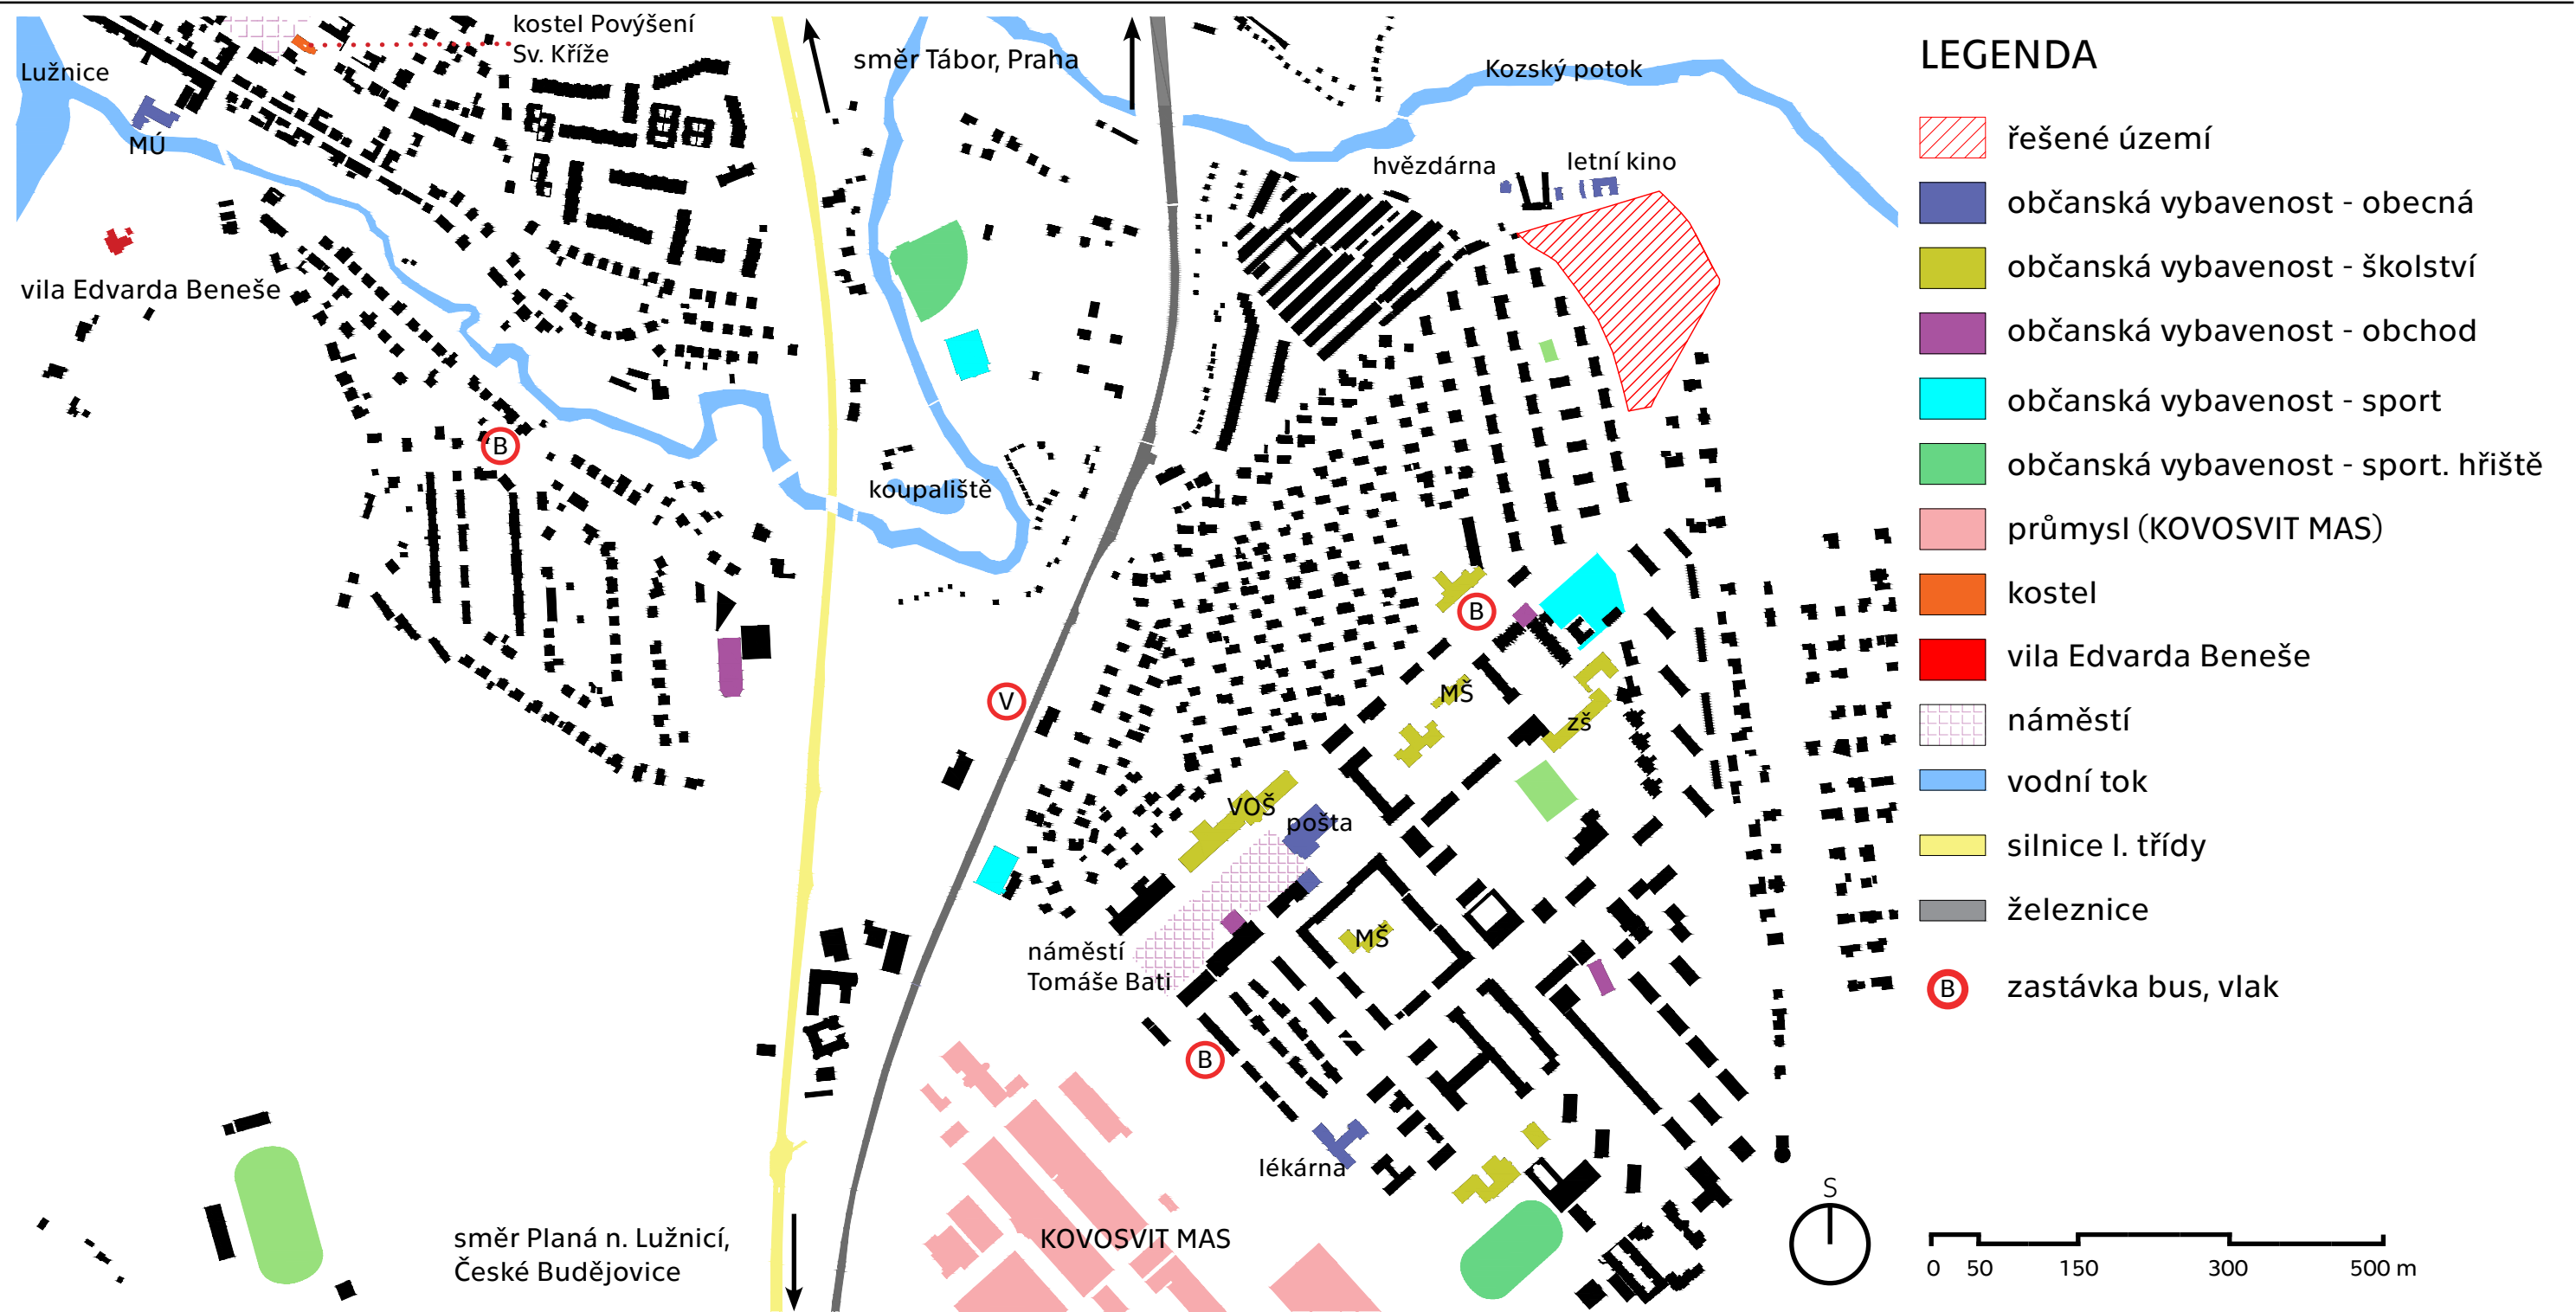 kostel Povýšení
Sv. Kříže
směr Tábor, Praha
Lužnice
MÚ
vila Edvarda Beneše
Kozský potok
hvězdárna
letní kino
B
koupaliště
B
V
MŠ
zš
VOŠ
pošta
MŠ
náměstí
Tomáše Bati
B
lékárna
KOVOSVIT MAS
směr Planá n. Lužnicí,
České Budějovice
LEGENDA
řešené území
občanská vybavenost - obecná
občanská vybavenost - školství
občanská vybavenost - obchod
občanská vybavenost - sport
občanská vybavenost - sport. hřiště
průmysl (KOVOSVIT MAS)
kostel
vila Edvarda Beneše
náměstí
vodní tok
silnice I. třídy
železnice
B zastávka bus, vlak
S
0 50 150 300 500 m